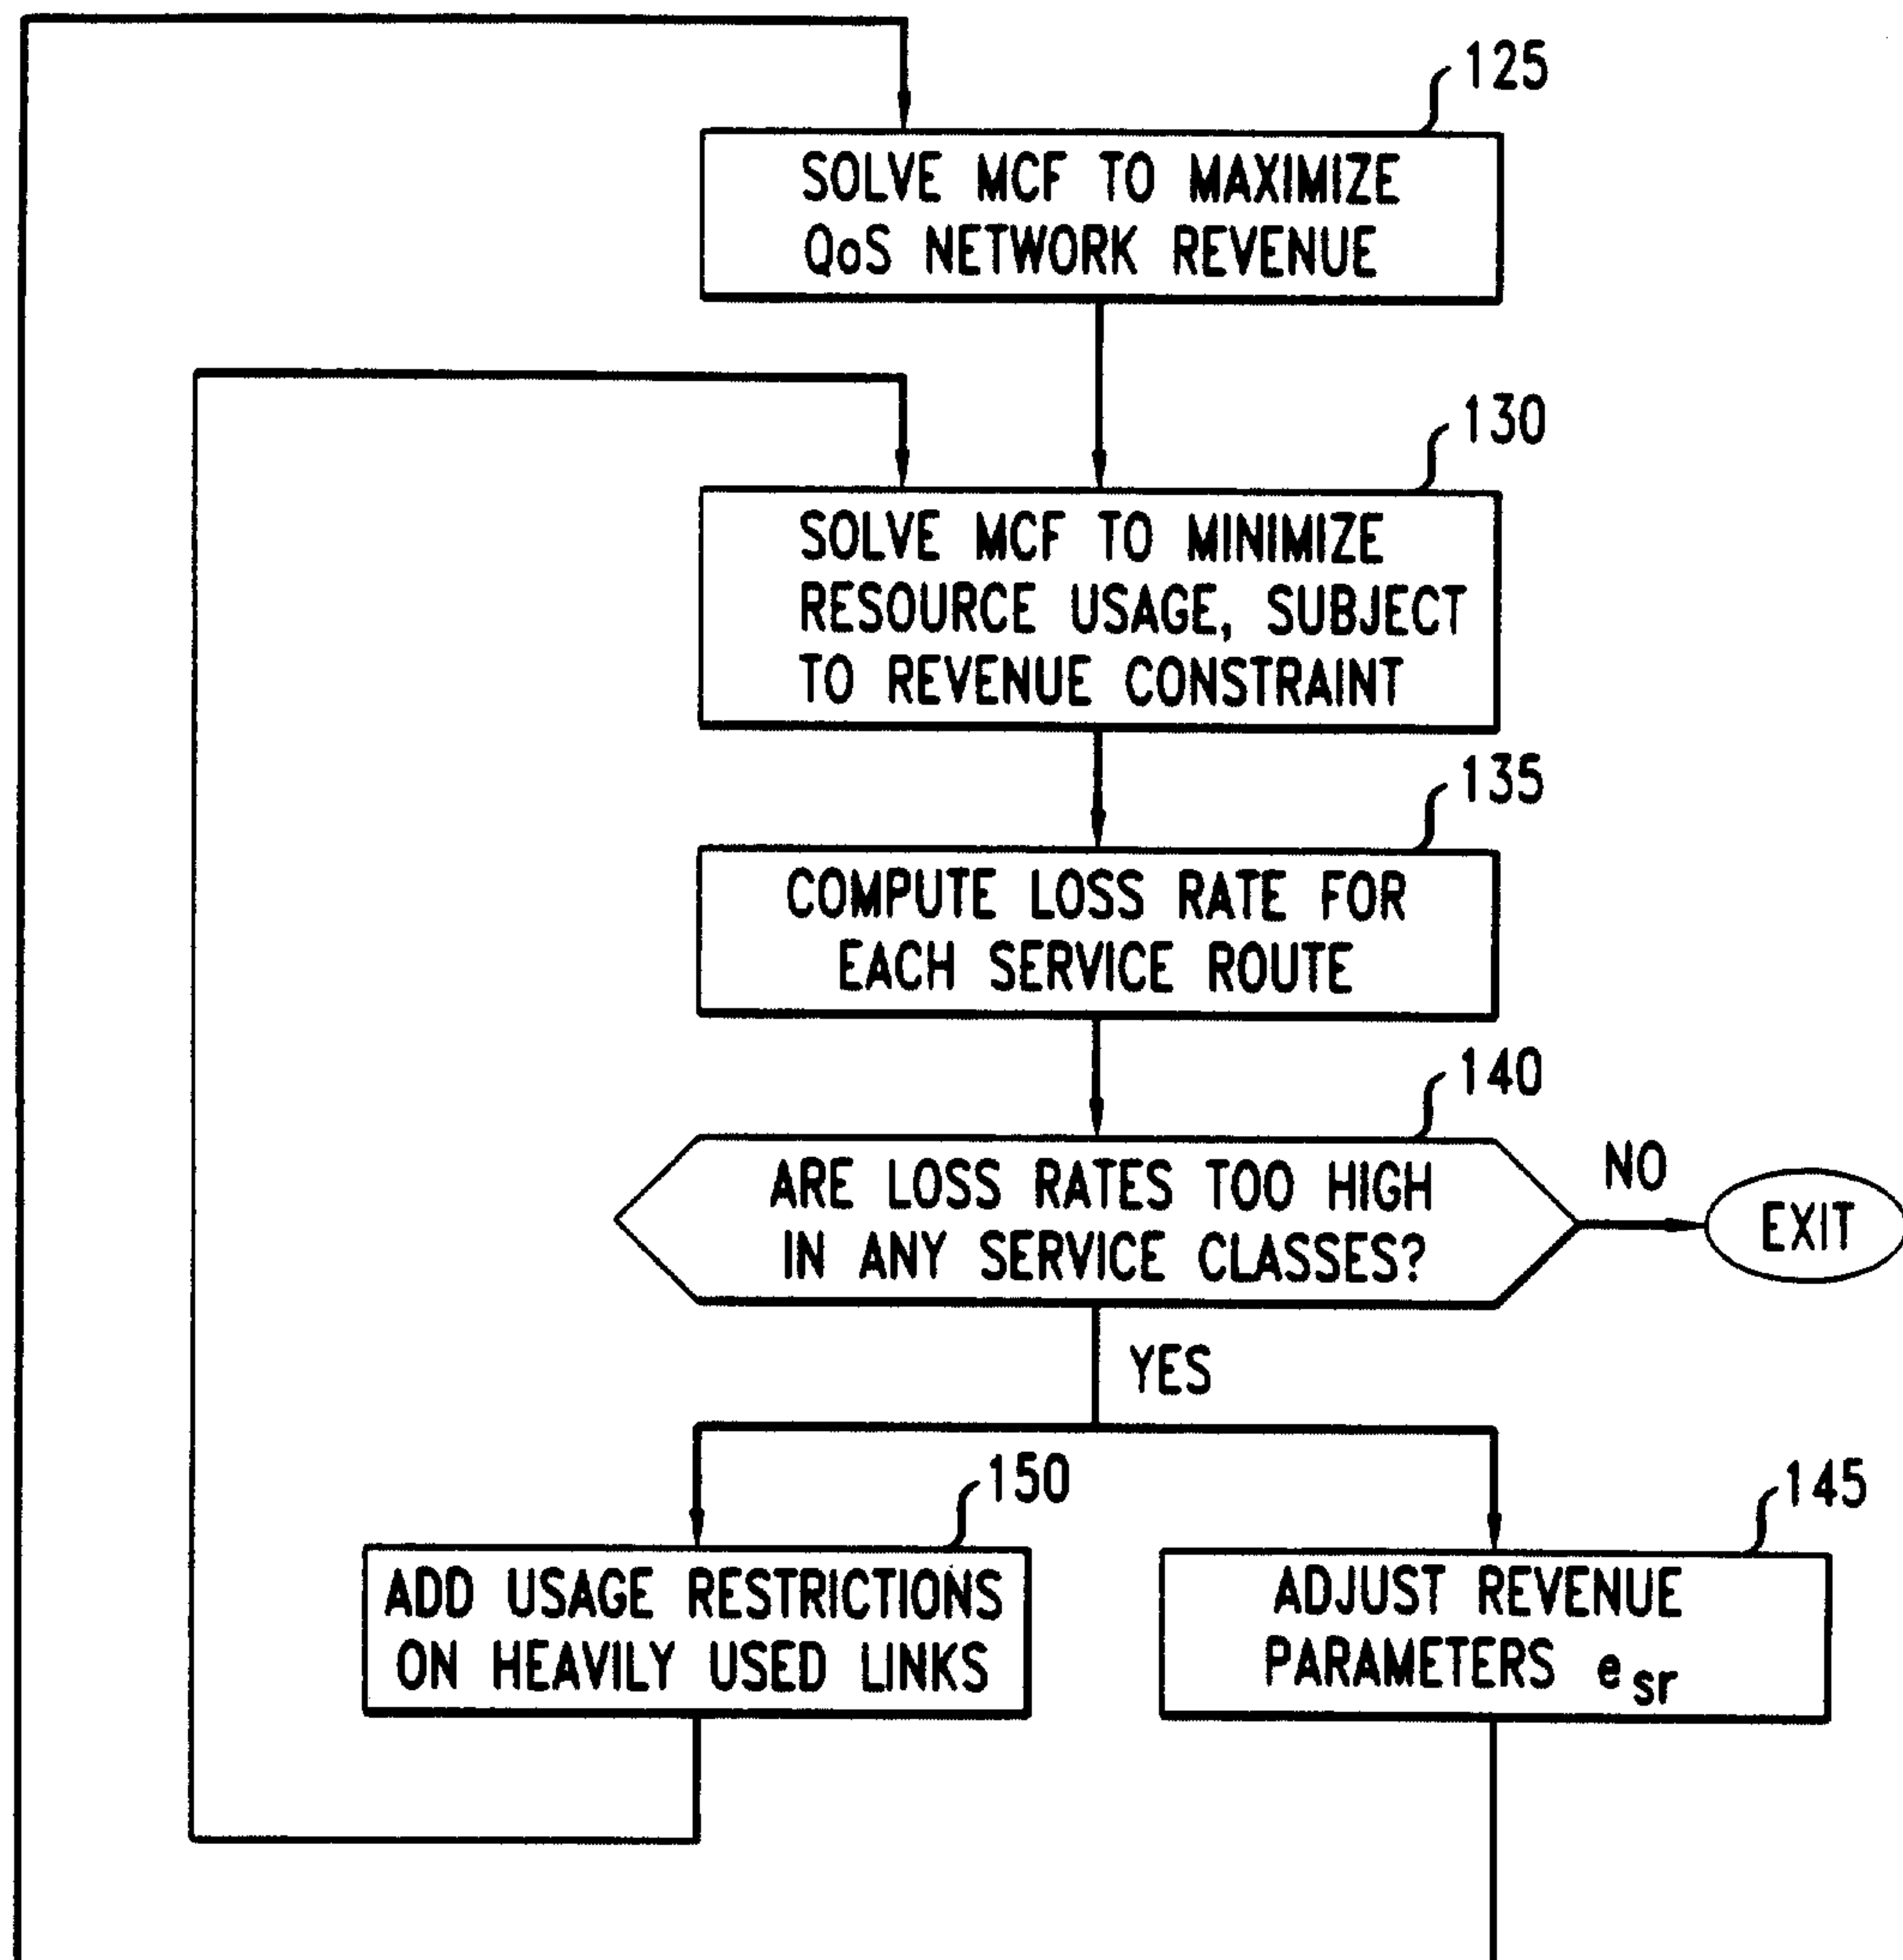 125
SOLVE MCF TO MAXIMIZE
QoS NETWORK REVENUE
130
SOLVE MCF TO MINIMIZE
RESOURCE USAGE, SUBJECT
TO REVENUE CONSTRAINT
135
COMPUTE LOSS RATE FOR
EACH SERVICE ROUTE
140
ARE LOSS RATES TOO HIGH
IN ANY SERVICE CLASSES?
NO
EXIT
YES
150
ADD USAGE RESTRICTIONS
ON HEAVILY USED LINKS
145
ADJUST REVENUE
PARAMETERS e sr